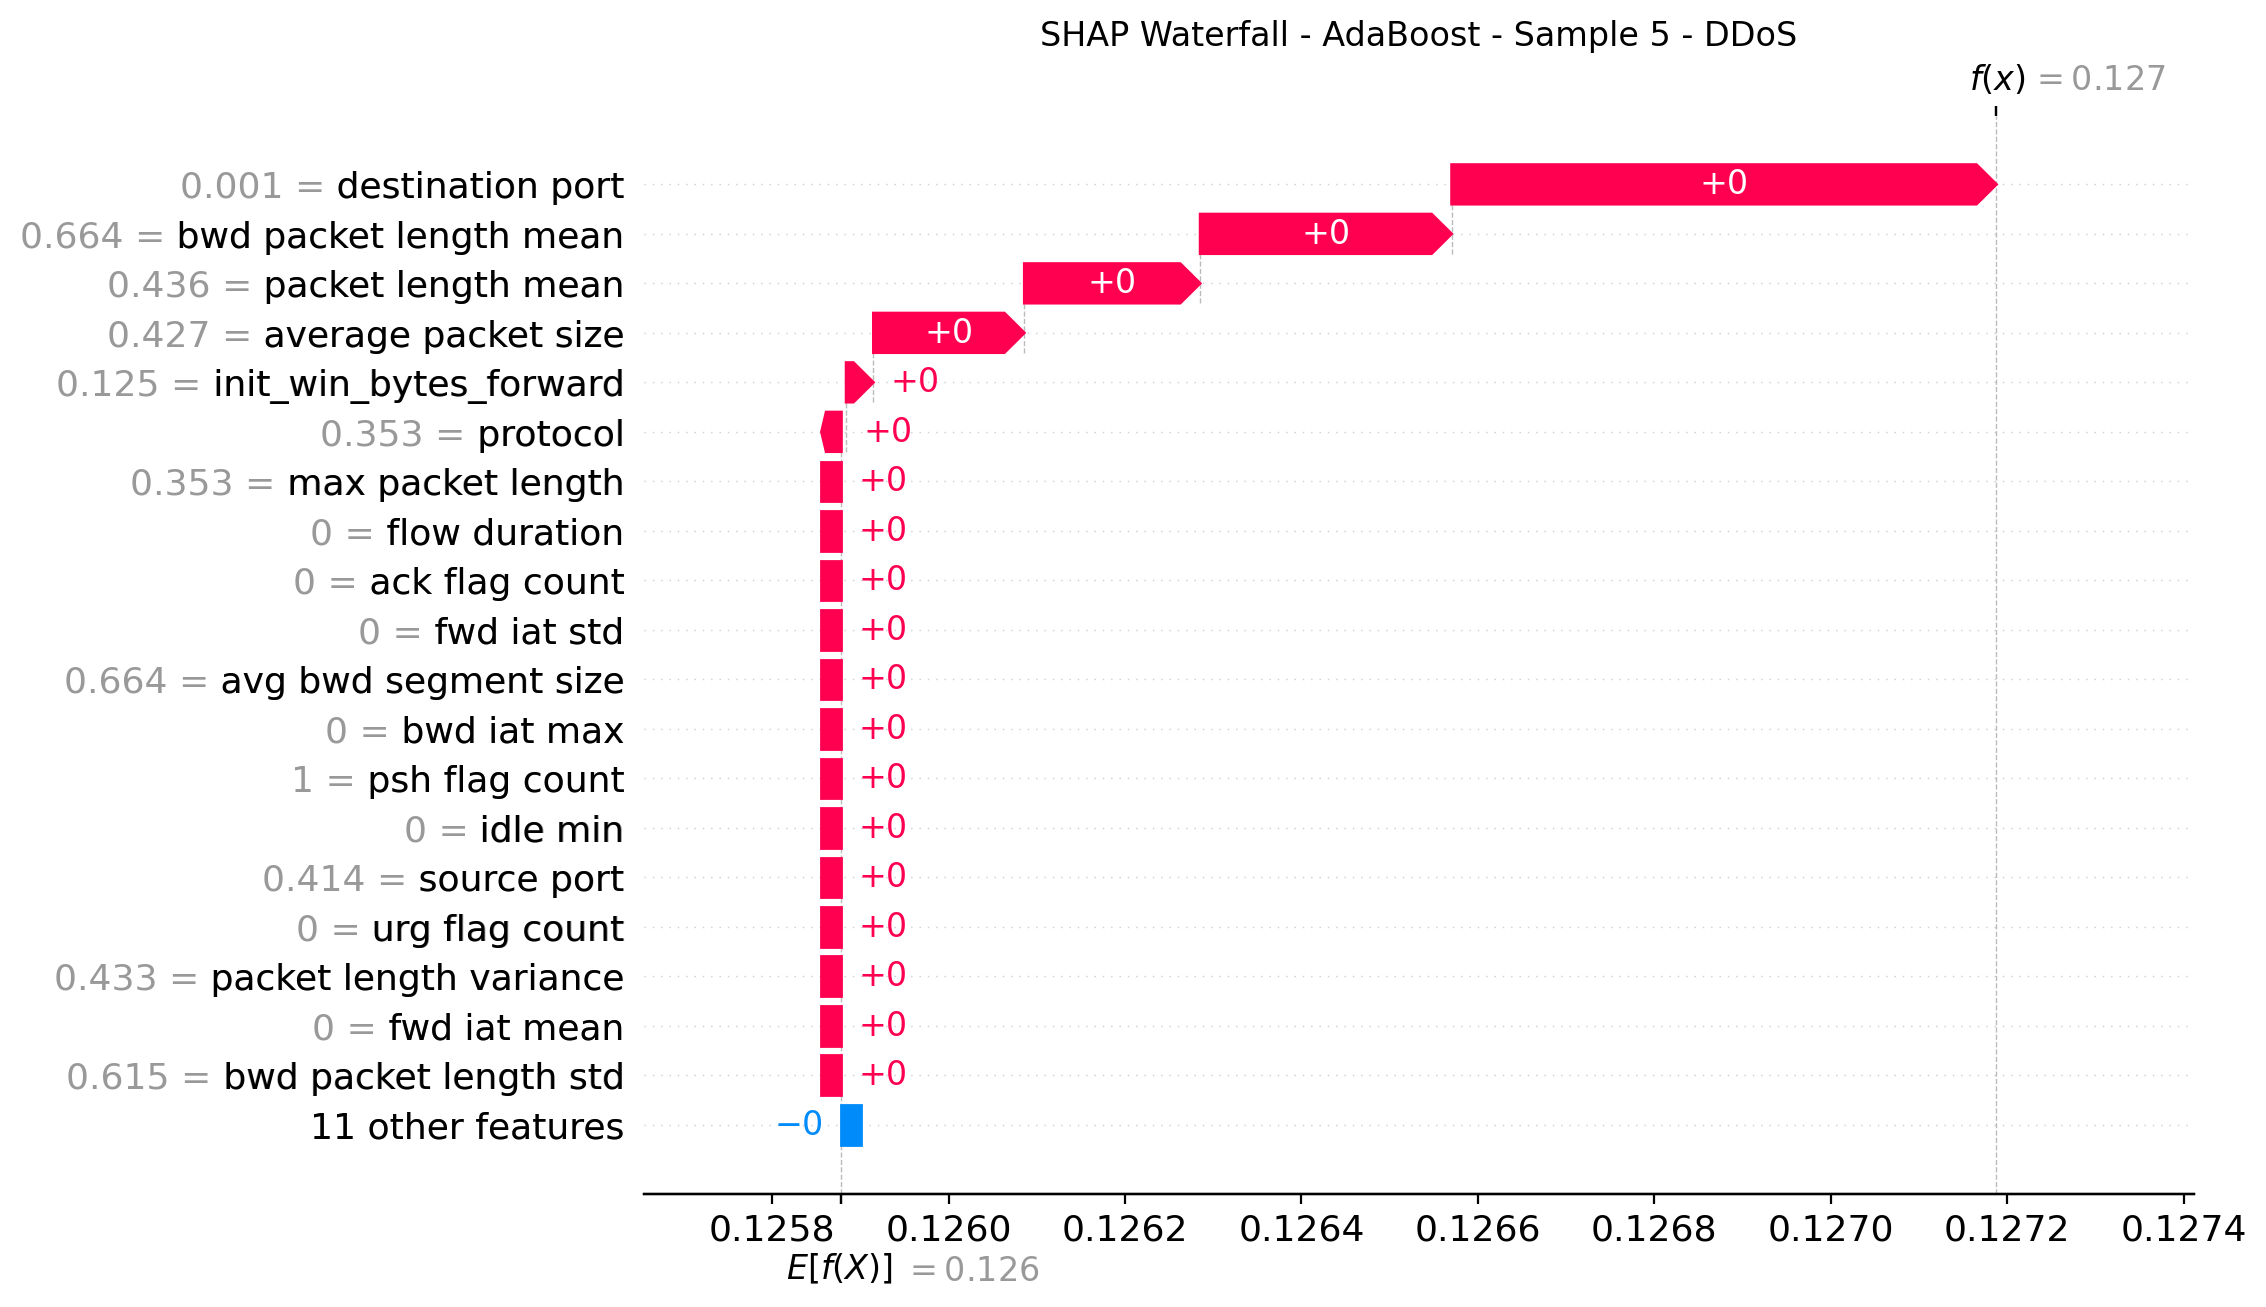 SHAP Waterfall - AdaBoost - Sample 5 - DDoS
f(x) = 0.127
0.001 = destination port +0
0.664 = bwd packet length mean +0
0.436 = packet length mean +0
0.427 = average packet size +0
0.125 = init_win_bytes_forward +0
0.353 = protocol +0
0.353 = max packet length +0
0 = flow duration +0
0 = ack flag count +0
0 = fwd iat std +0
0.664 = avg bwd segment size +0
0 = bwd iat max +0
1 = psh flag count +0
0 = idle min +0
0.414 = source port +0
0 = urg flag count +0
0.433 = packet length variance +0
0 = fwd iat mean +0
0.615 = bwd packet length std +0
11 other features −0
0.1258 0.1260 0.1262 0.1264 0.1266 0.1268 0.1270 0.1272 0.1274
E[f(X)] = 0.126